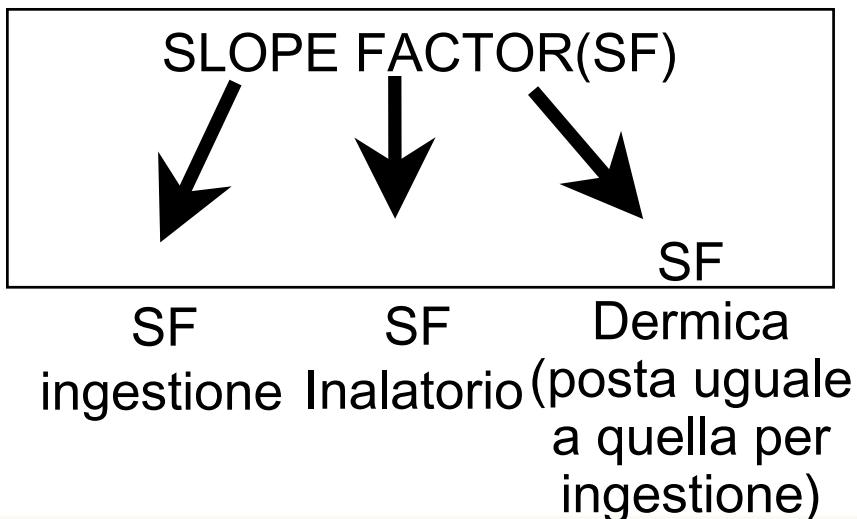 SLOPE FACTOR(SF)
SF
ingestione
SF
Inalatorio
SF
Dermica
(posta uguale
a quella per
ingestione)